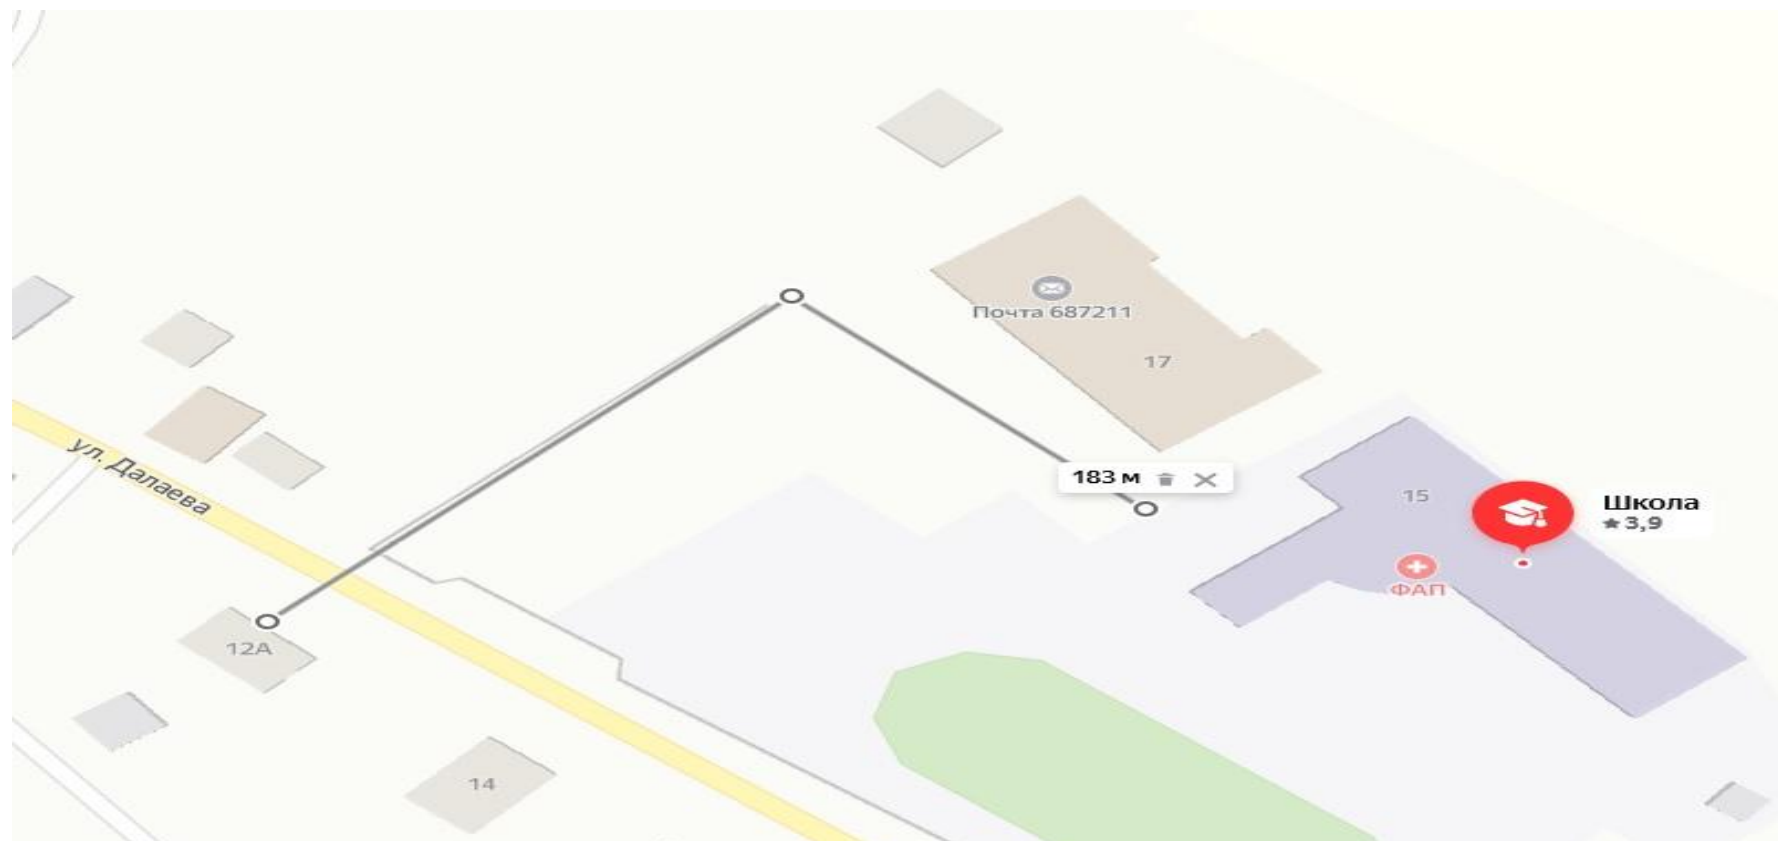 Почта 687211
17
ул. Далаева
183 м
15
Школа
3,9
ФАП
12А
14